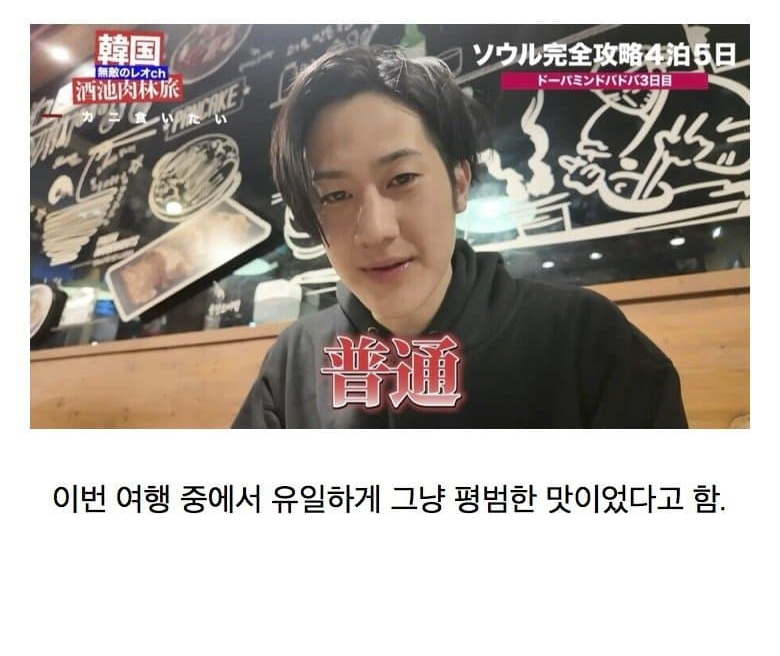 韓国
無敵のレオch
酒池肉林旅
カニ食いたい
ソウル完全攻略4泊5日
ドーパミンドバドバ3日目
PANCAKE
普通
이번 여행 중에서 유일하게 그냥 평범한 맛이었다고 함.